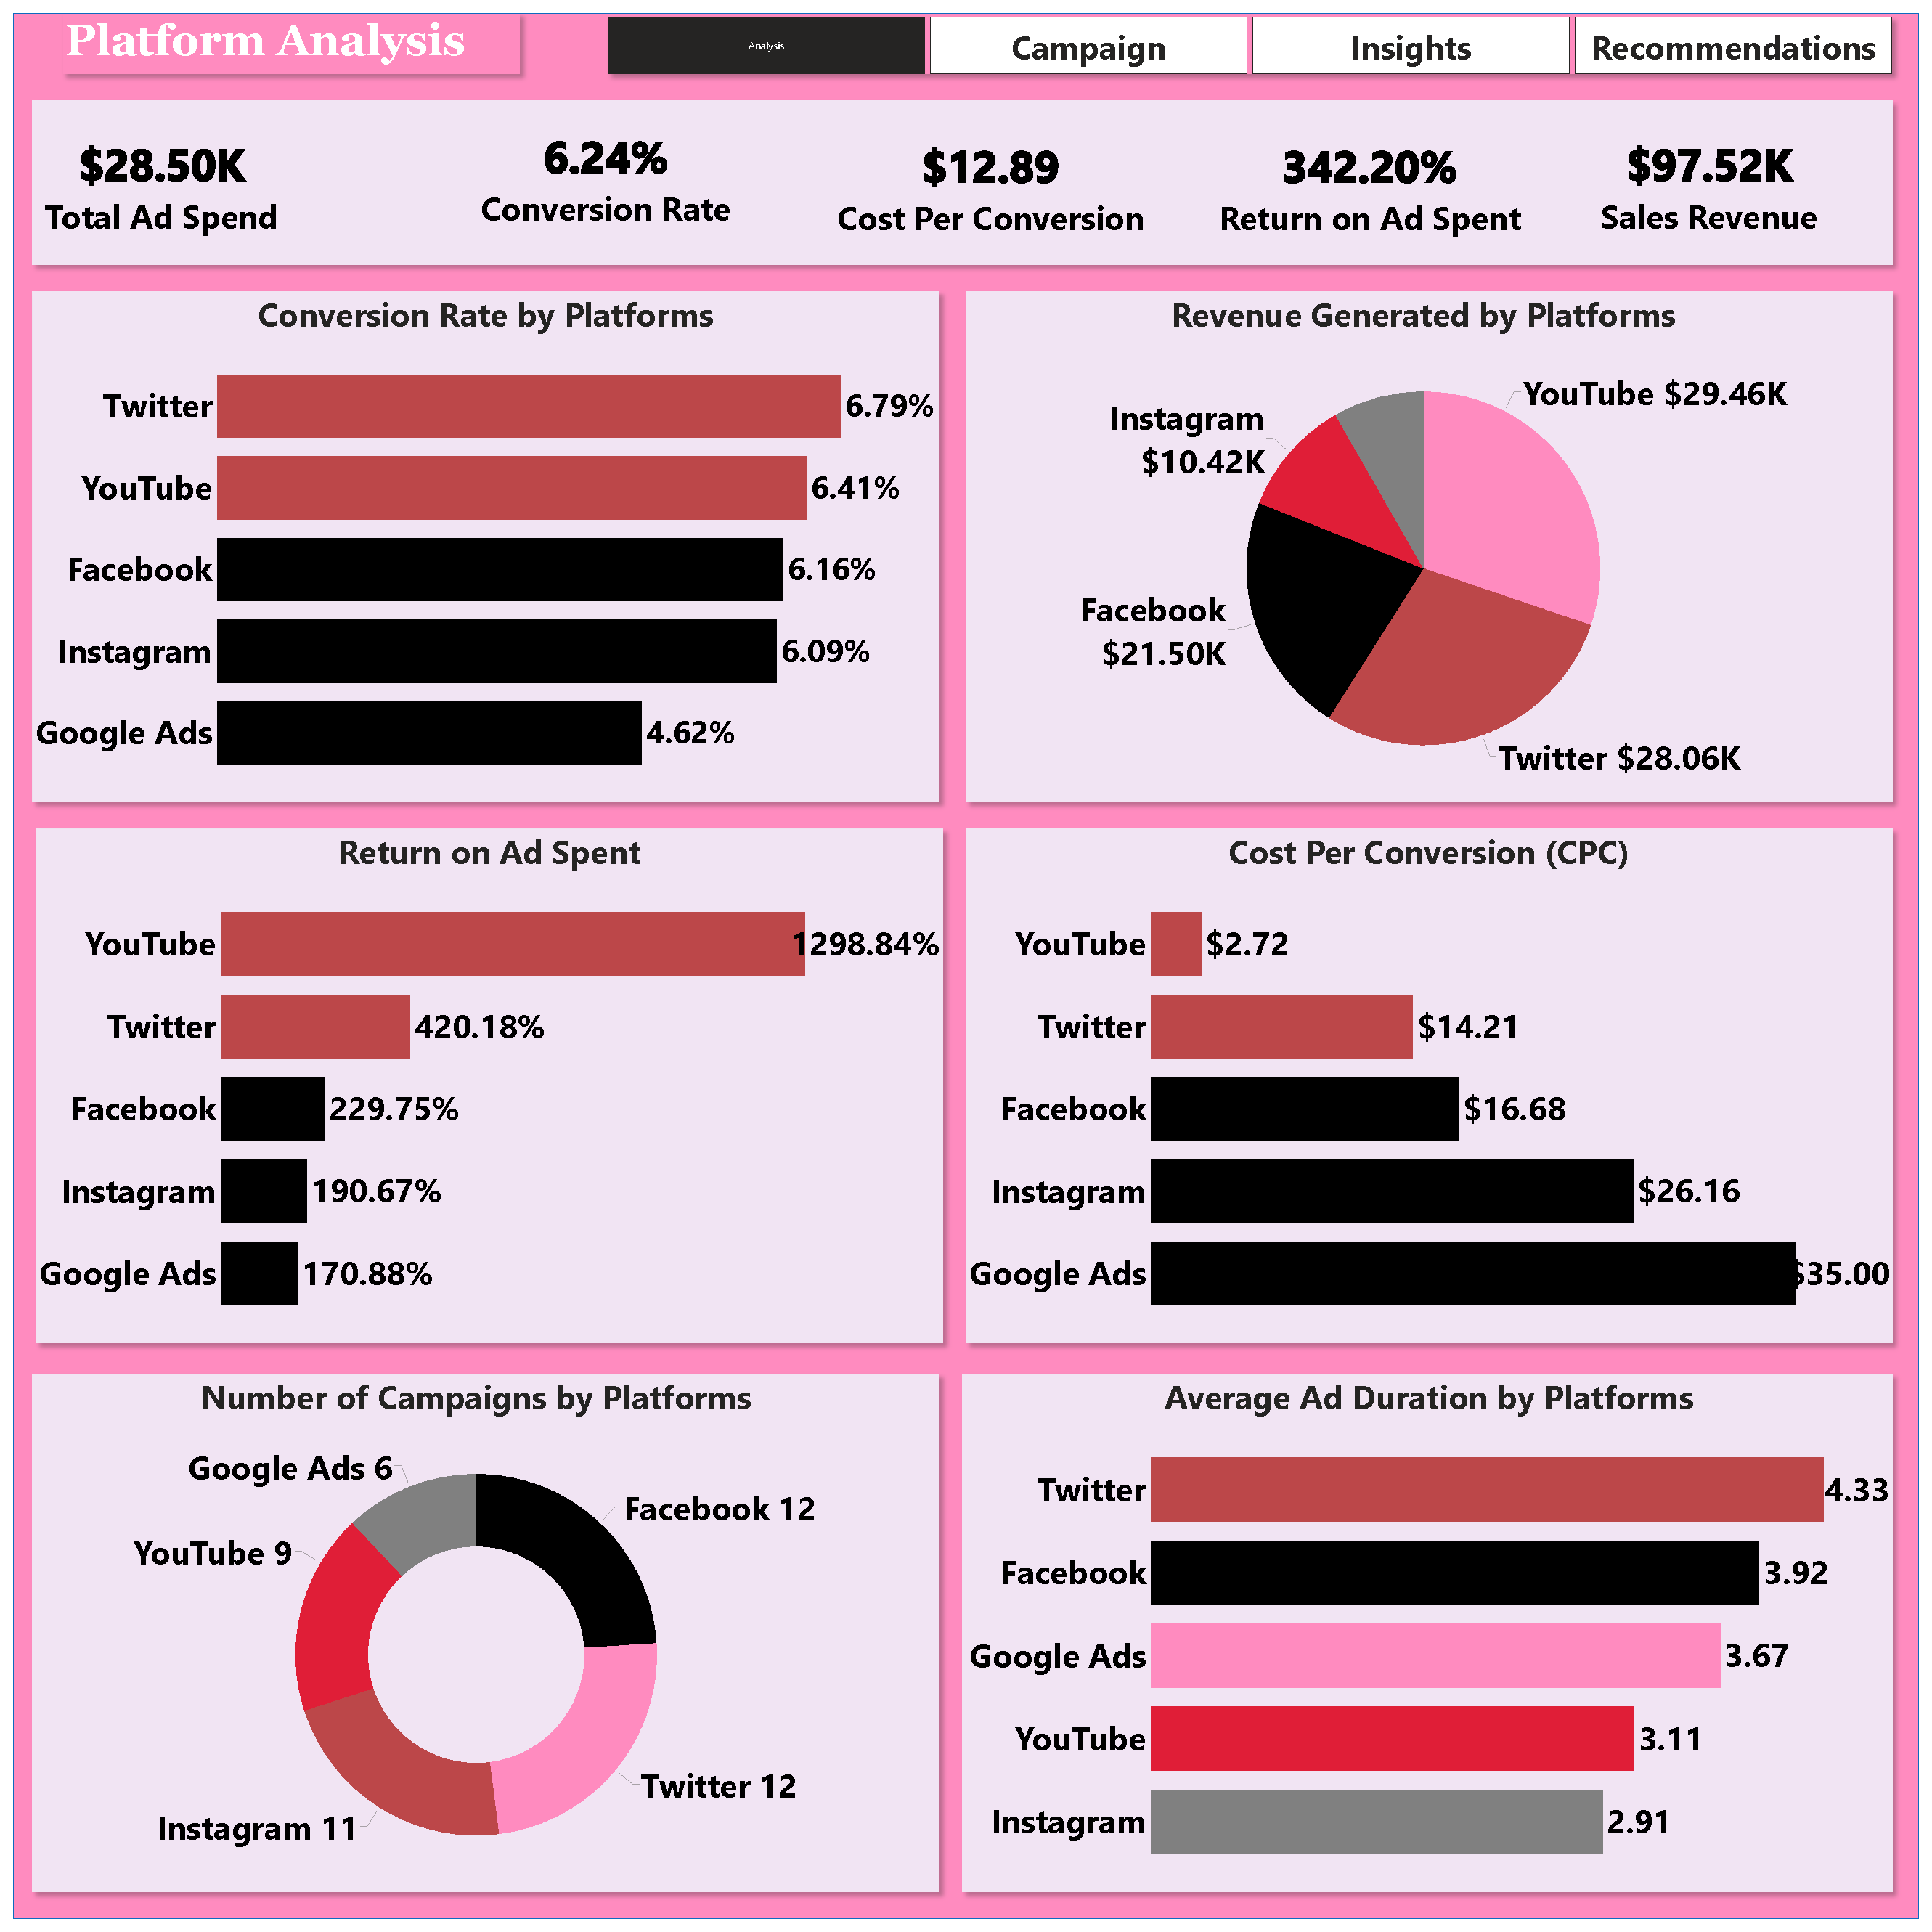 Platform Analysis
Analysis
Campaign
Insights
Recommendations
$28.50K
Total Ad Spend
6.24%
Conversion Rate
$12.89
Cost Per Conversion
342.20%
Return on Ad Spent
$97.52K
Sales Revenue
Conversion Rate by Platforms
Twitter 6.79%
YouTube 6.41%
Facebook 6.16%
Instagram 6.09%
Google Ads 4.62%
Revenue Generated by Platforms
YouTube $29.46K
Instagram
$10.42K
Facebook
$21.50K
Twitter $28.06K
Return on Ad Spent
YouTube 1298.84%
Twitter 420.18%
Facebook 229.75%
Instagram 190.67%
Google Ads 170.88%
Cost Per Conversion (CPC)
YouTube $2.72
Twitter $14.21
Facebook $16.68
Instagram $26.16
Google Ads $35.00
Number of Campaigns by Platforms
Google Ads 6
Facebook 12
YouTube 9
Twitter 12
Instagram 11
Average Ad Duration by Platforms
Twitter 4.33
Facebook 3.92
Google Ads 3.67
YouTube 3.11
Instagram 2.91